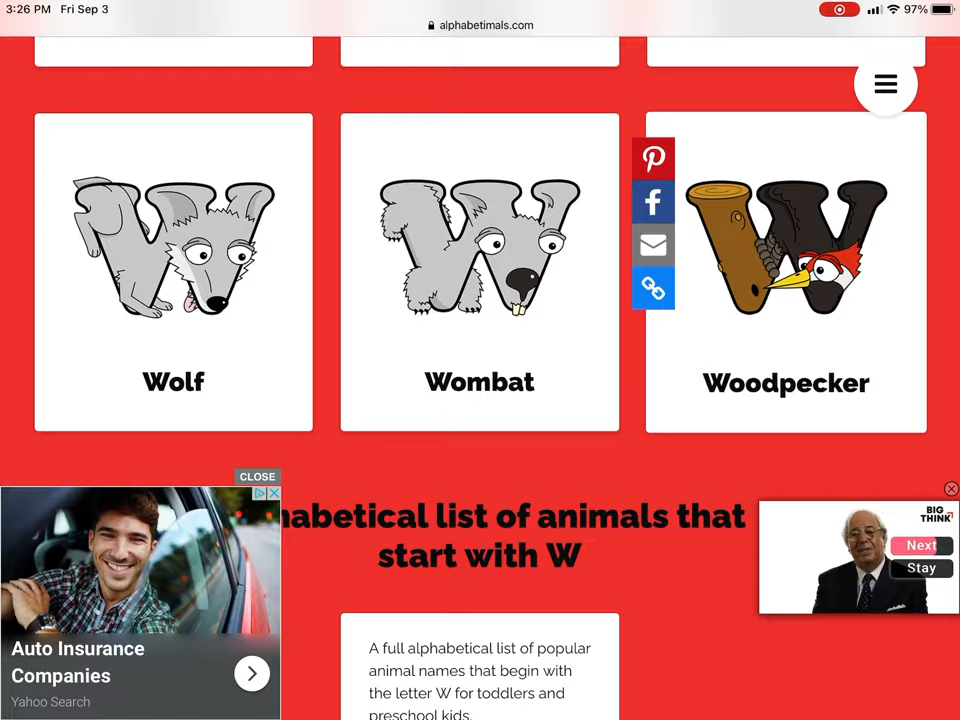 3:26 PM Fri Sep 3
97%
alphabetimals.com
Wolf
Wombat
Woodpecker
CLOSE
habetical list of animals that
start with W
BIG
THINK
Next
Stay
A full alphabetical list of popular
animal names that begin with
the letter W for toddlers and
preschool kids.
Auto Insurance
Companies
Yahoo Search